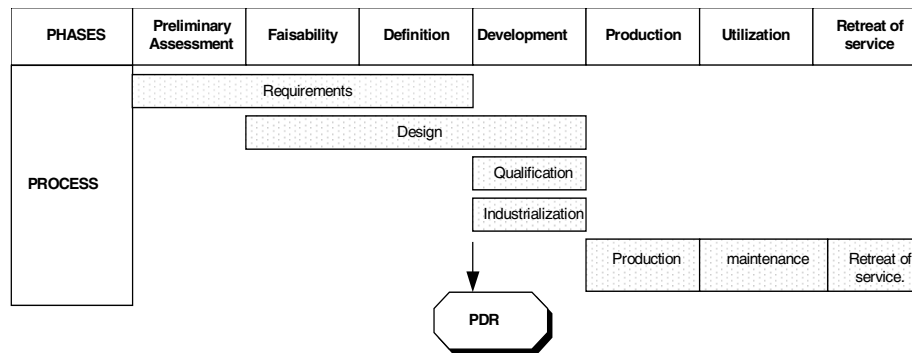 PHASES
Preliminary
Assessment
Faisability
Definition
Development
Production
Utilization
Retreat of
service
PROCESS
Requirements
Design
Qualification
Industrialization
Production
maintenance
Retreat of
service.
PDR